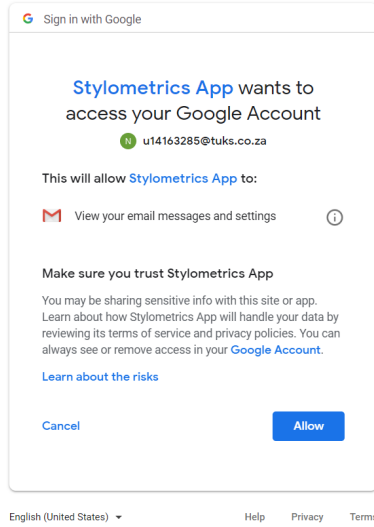 Sign in with Google
Stylometrics App wants to
access your Google Account
N u14163285@tuks.co.za
This will allow Stylometrics App to:
View your email messages and settings
Make sure you trust Stylometrics App
You may be sharing sensitive info with this site or app.
Learn about how Stylometrics App will handle your data by
reviewing its terms of service and privacy policies. You can
always see or remove access in your Google Account.
Learn about the risks
Cancel Allow
English (United States) Help Privacy Terms